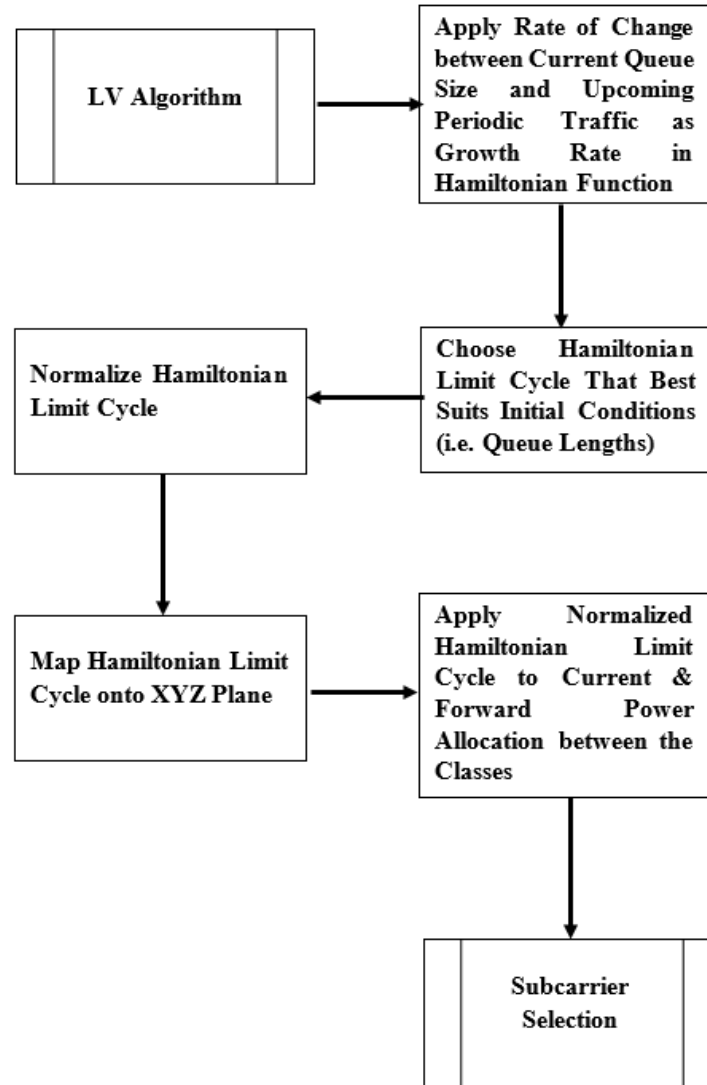 LV Algorithm
Apply Rate of Change
between Current Queue
Size and Upcoming
Periodic Traffic as
Growth Rate in
Hamiltonian Function
Choose Hamiltonian
Limit Cycle That Best
Suits Initial Conditions
(i.e. Queue Lengths)
Normalize Hamiltonian
Limit Cycle
Map Hamiltonian Limit
Cycle onto XYZ Plane
Apply Normalized
Hamiltonian Limit
Cycle to Current &
Forward Power
Allocation between the
Classes
Subcarrier
Selection